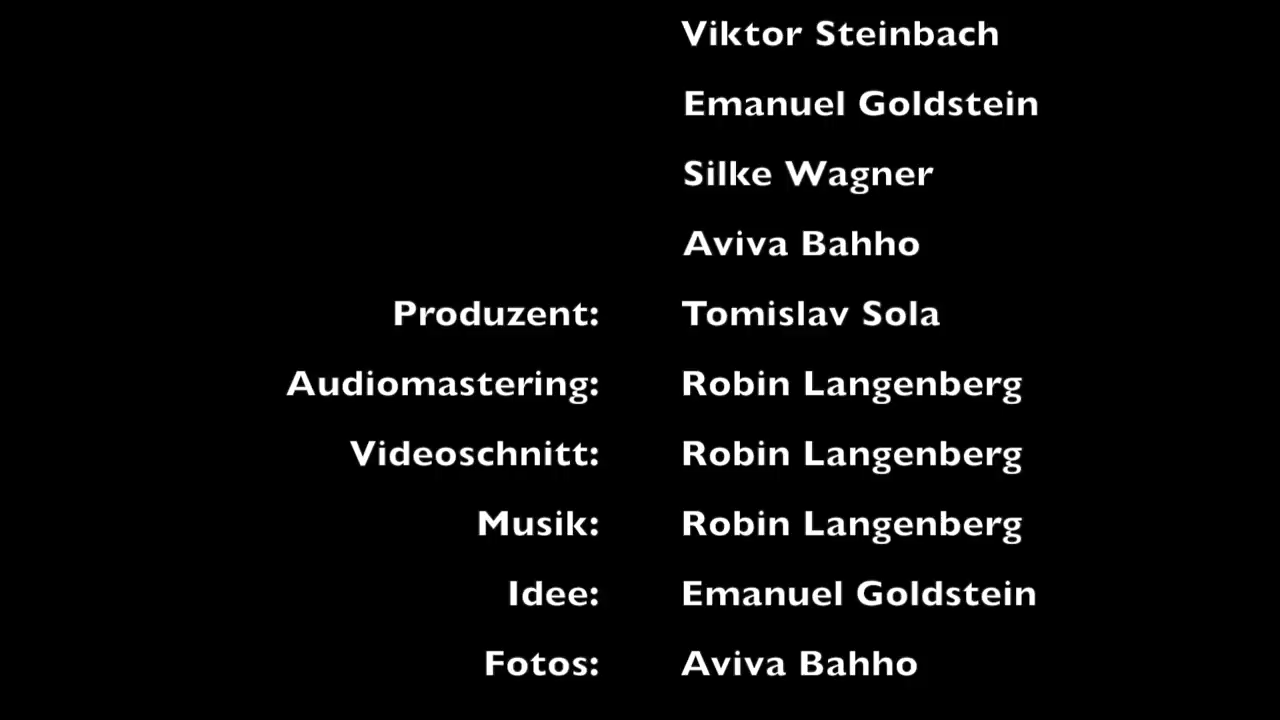 Viktor Steinbach
Emanuel Goldstein
Silke Wagner
Aviva Bahho
Produzent: Tomislav Sola
Audiomastering: Robin Langenberg
Videoschnitt: Robin Langenberg
Musik: Robin Langenberg
Idee: Emanuel Goldstein
Fotos: Aviva Bahho